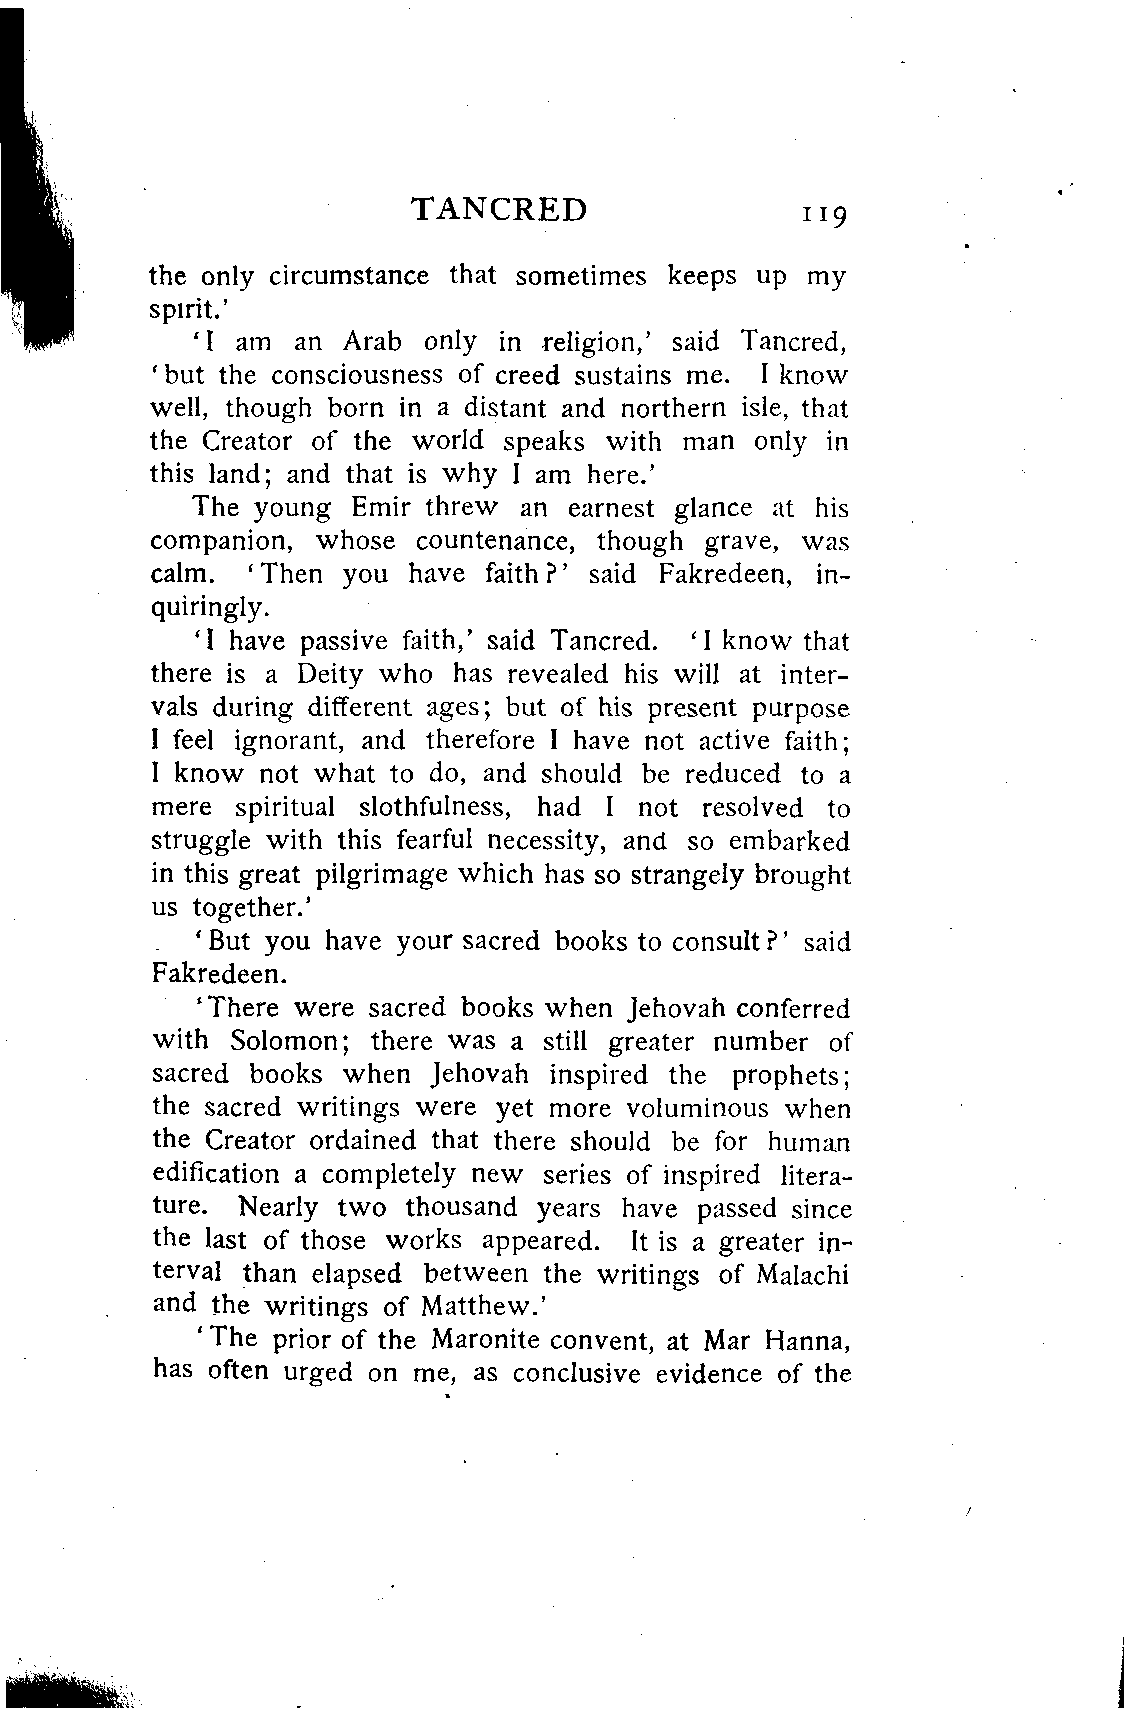 TANCRED 119
the only circumstance that sometimes keeps up my
spirit.'
'I am an Arab only in religion,' said Tancred,
'but the consciousness of creed sustains me. I know
well, though born in a distant and northern isle, that
the Creator of the world speaks with man only in
this land; and that is why I am here.'
The young Emir threw an earnest glance at his
companion, whose countenance, though grave, was
calm. 'Then you have faith?' said Fakredeen, in-
quiringly.
'I have passive faith,' said Tancred. 'I know that
there is a Deity who has revealed his will at inter-
vals during different ages; but of his present purpose
I feel ignorant, and therefore I have not active faith;
I know not what to do, and should be reduced to a
mere spiritual slothfulness, had I not resolved to
struggle with this fearful necessity, and so embarked
in this great pilgrimage which has so strangely brought
us together.'
'But you have your sacred books to consult?' said
Fakredeen.
'There were sacred books when Jehovah conferred
with Solomon; there was a still greater number of
sacred books when Jehovah inspired the prophets;
the sacred writings were yet more voluminous when
the Creator ordained that there should be for human
edification a completely new series of inspired litera-
ture. Nearly two thousand years have passed since
the last of those works appeared. It is a greater in-
terval than elapsed between the writings of Malachi
and the writings of Matthew.'
'The prior of the Maronite convent, at Mar Hanna,
has often urged on me, as conclusive evidence of the